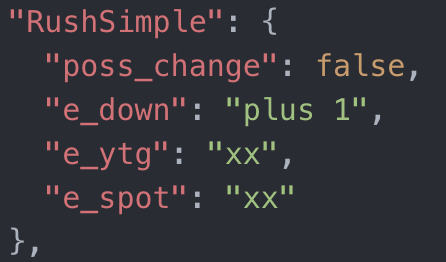 "RushSimple": {
"poss_change": false,
"e_down": "plus 1",
"e_ytg": "xx",
"e_spot": "xx"
},